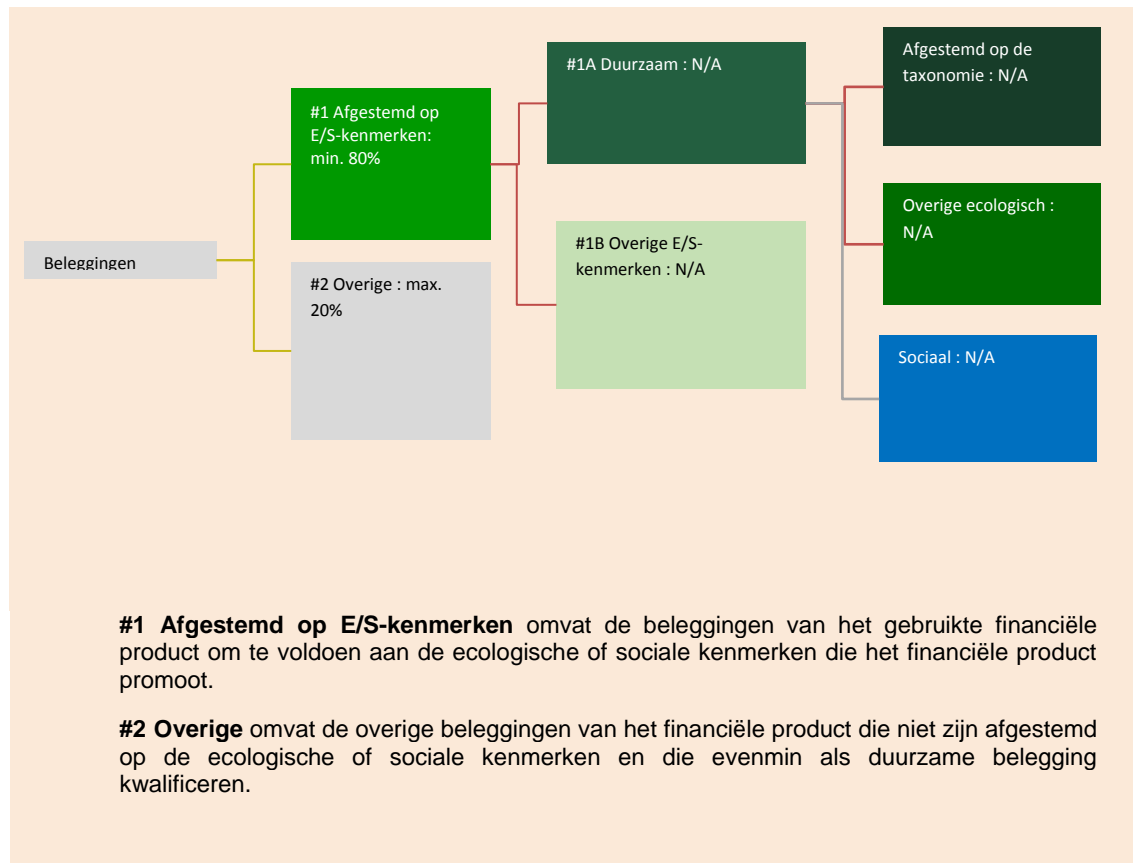 Beleggingen
#1 Afgestemd op
E/S-kenmerken:
min. 80%
#2 Overige : max.
20%
#1A Duurzaam : N/A
#1B Overige E/S-
kenmerken : N/A
Afgestemd op de
taxonomie : N/A
Overige ecologisch :
N/A
Sociaal : N/A
#1 Afgestemd op E/S-kenmerken omvat de beleggingen van het gebruikte financiële
product om te voldoen aan de ecologische of sociale kenmerken die het financiële product
promoot.
#2 Overige omvat de overige beleggingen van het financiële product die niet zijn afgestemd
op de ecologische of sociale kenmerken en die evenmin als duurzame belegging
kwalificeren.